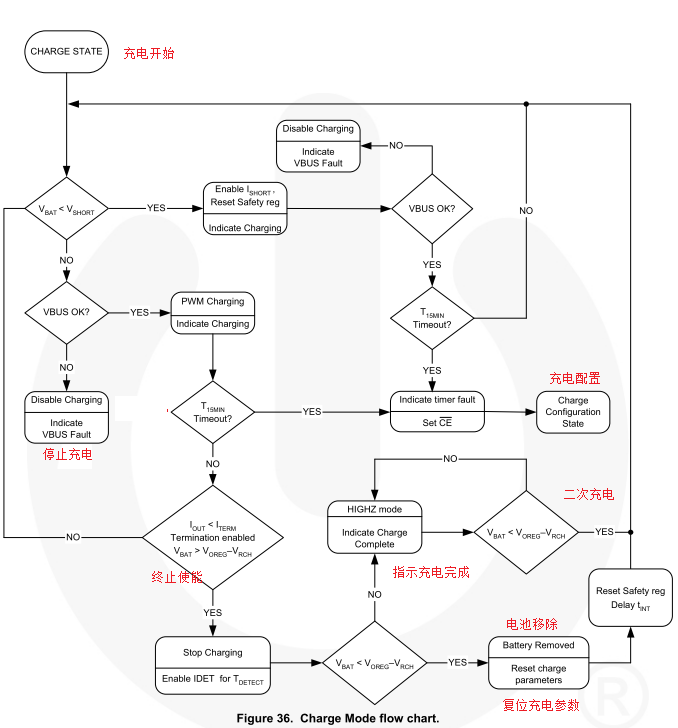 CHARGE STATE
充电开始
Disable Charging
Indicate
VBUS Fault
NO
VBAT < VSHORT
YES
Enable ISHORT ,
Reset Safety reg
Indicate Charging
VBUS OK?
NO
NO
YES
VBUS OK?
YES
PWM Charging
Indicate Charging
T15MIN
Timeout?
NO
YES
Disable Charging
Indicate
VBUS Fault
停止充电
T15MIN
Timeout?
YES
Indicate timer fault
Set CE
充电配置
Charge
Configuration
State
NO
NO
IOUT < ITERM
Termination enabled
VBAT > VOREG–VRCH
终止使能
NO
HIGHZ mode
Indicate Charge
Complete
指示充电完成
VBAT < VOREG–VRCH
二次充电
YES
YES
NO
Reset Safety reg
Delay tINT
Stop Charging
Enable IDET for TDETECT
VBAT < VOREG–VRCH
YES
电池移除
Battery Removed
Reset charge
parameters
复位充电参数
®
Figure 36. Charge Mode flow chart.